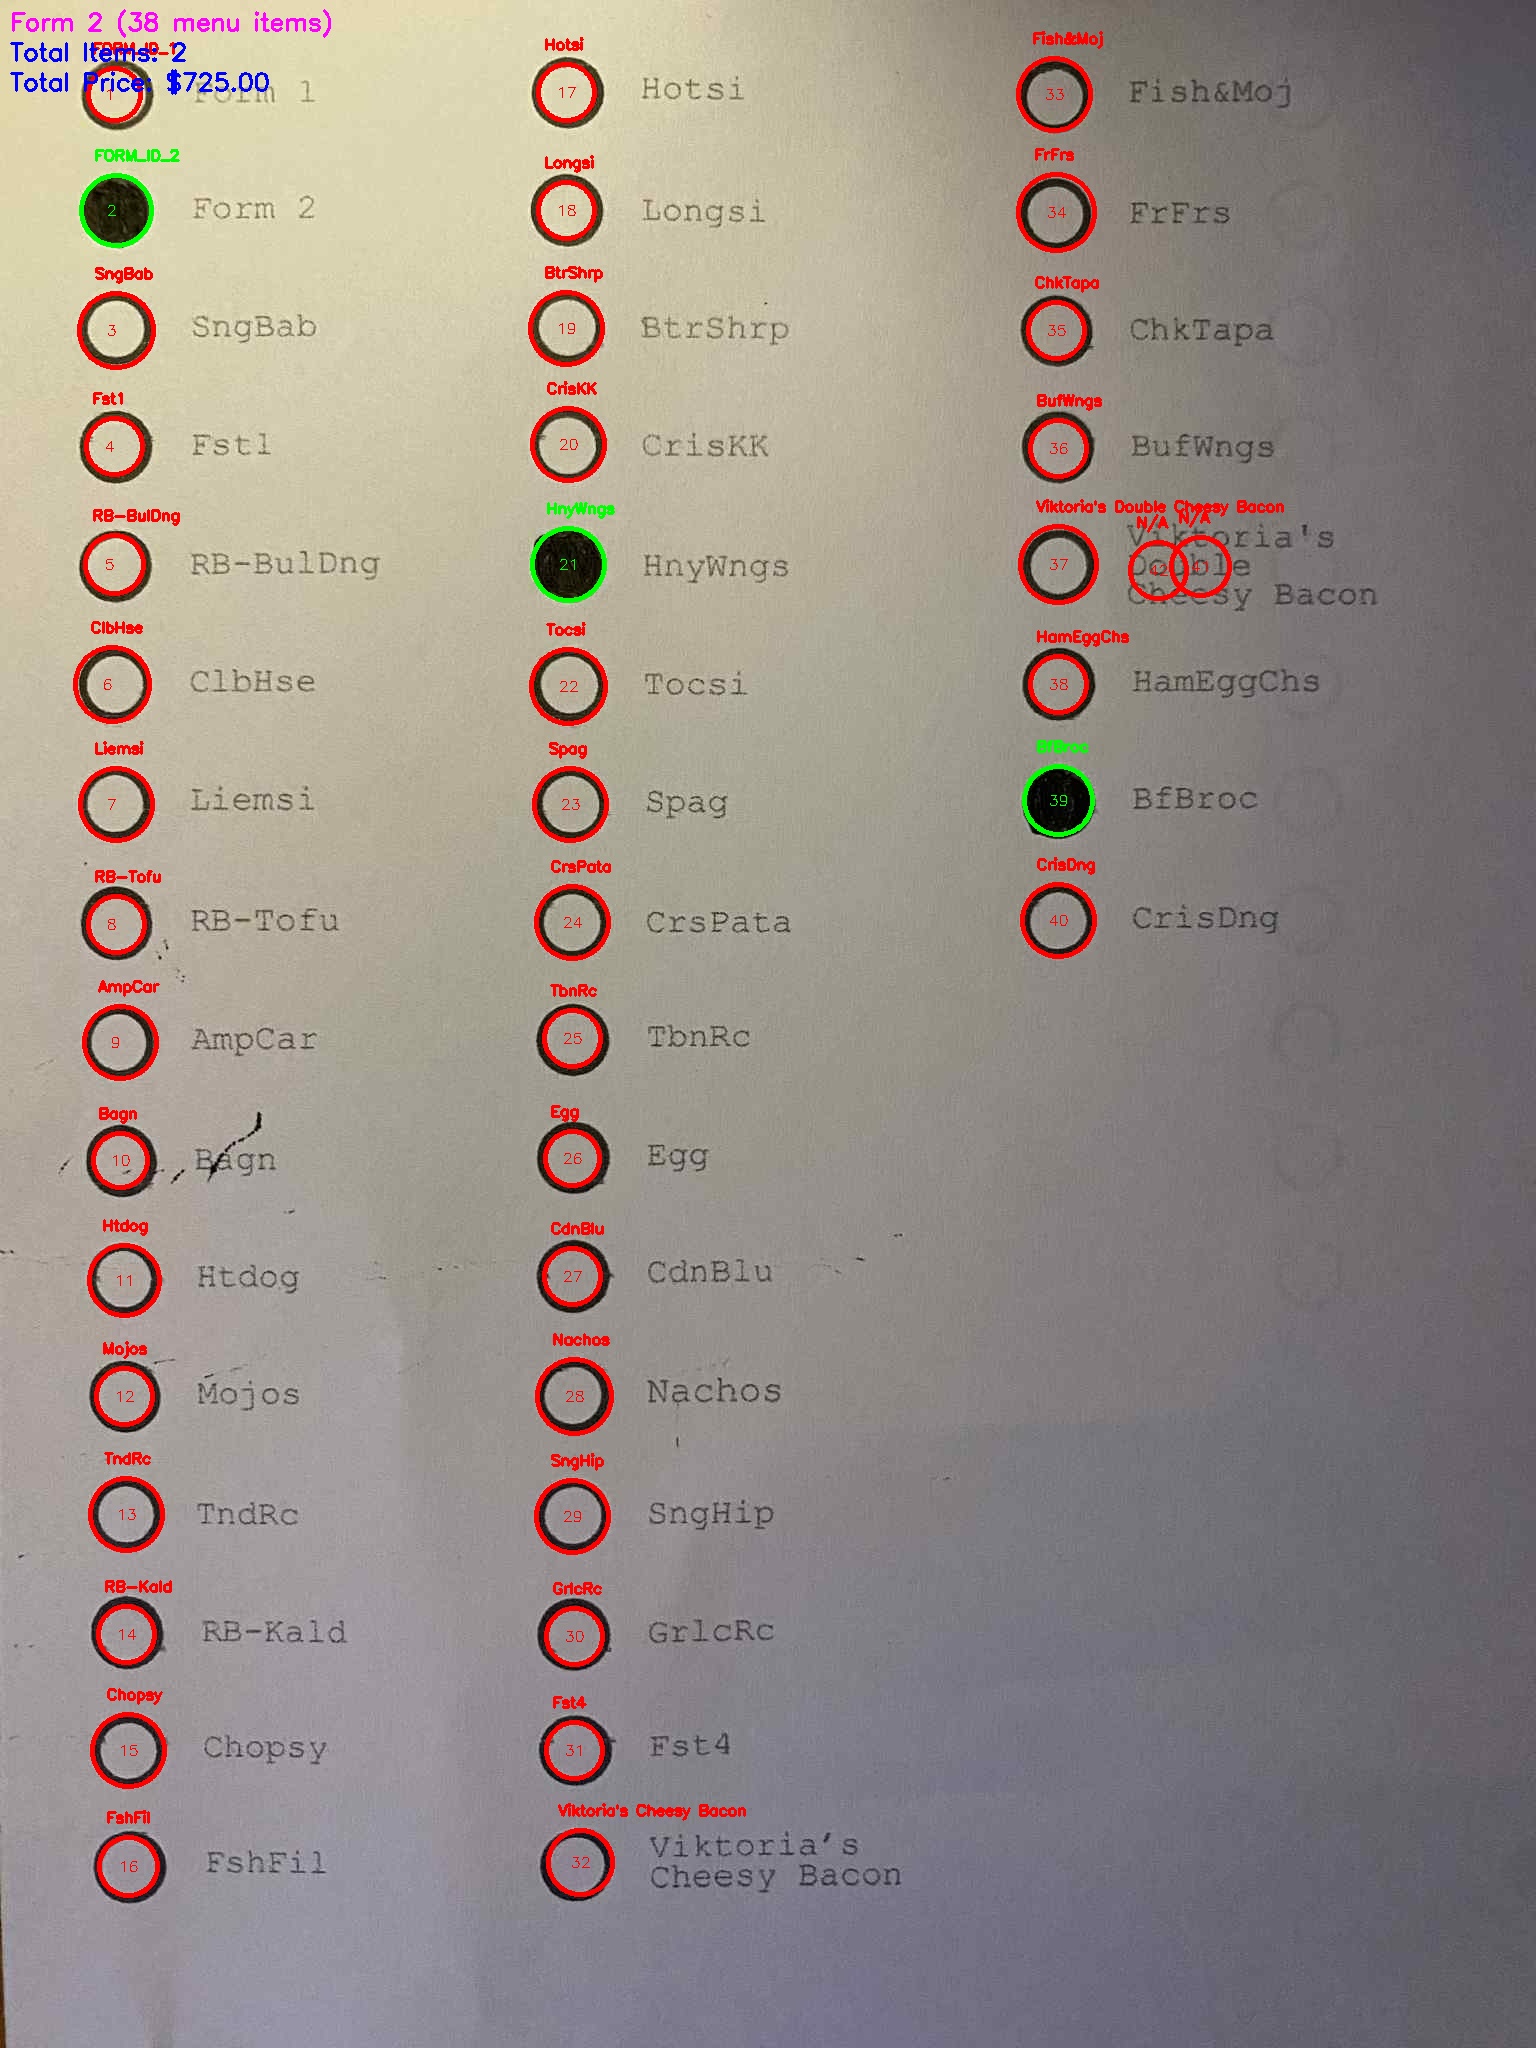 Form 2 (38 menu items)
FORM_ID_1
Total Items: 2
Total Price: $725.00
1 Form 1
FORM_ID_2
2 Form 2
SngBab
3 SngBab
Fst1
4 Fst1
RB-BulDng
5 RB-BulDng
ClbHse
6 ClbHse
Liemsi
7 Liemsi
RB-Tofu
8 RB-Tofu
AmpCar
9 AmpCar
Bagn
10 Bagn
Htdog
11 Htdog
Mojos
12 Mojos
TndRc
13 TndRc
RB-Kald
14 RB-Kald
Chopsy
15 Chopsy
FshFil
16 FshFil
Hotsi
17 Hotsi
Longsi
18 Longsi
BtrShrp
19 BtrShrp
CrisKK
20 CrisKK
HnyWngs
21 HnyWngs
Tocsi
22 Tocsi
Spag
23 Spag
CrsPata
24 CrsPata
TbnRc
25 TbnRc
Egg
26 Egg
CdnBlu
27 CdnBlu
Nachos
28 Nachos
SngHip
29 SngHip
GrlcRc
30 GrlcRc
Fst4
31 Fst4
Viktoria's Cheesy Bacon
32 Viktoria's
Cheesy Bacon
Fish&Moj
33 Fish&Moj
FrFrs
34 FrFrs
ChkTapa
35 ChkTapa
BufWngs
36 BufWngs
Viktoria's Double Cheesy Bacon
N/A N/A
Viktoria's
37 Double
Cheesy Bacon
HamEggChs
38 HamEggChs
BfBroc
39 BfBroc
CrisDng
40 CrisDng